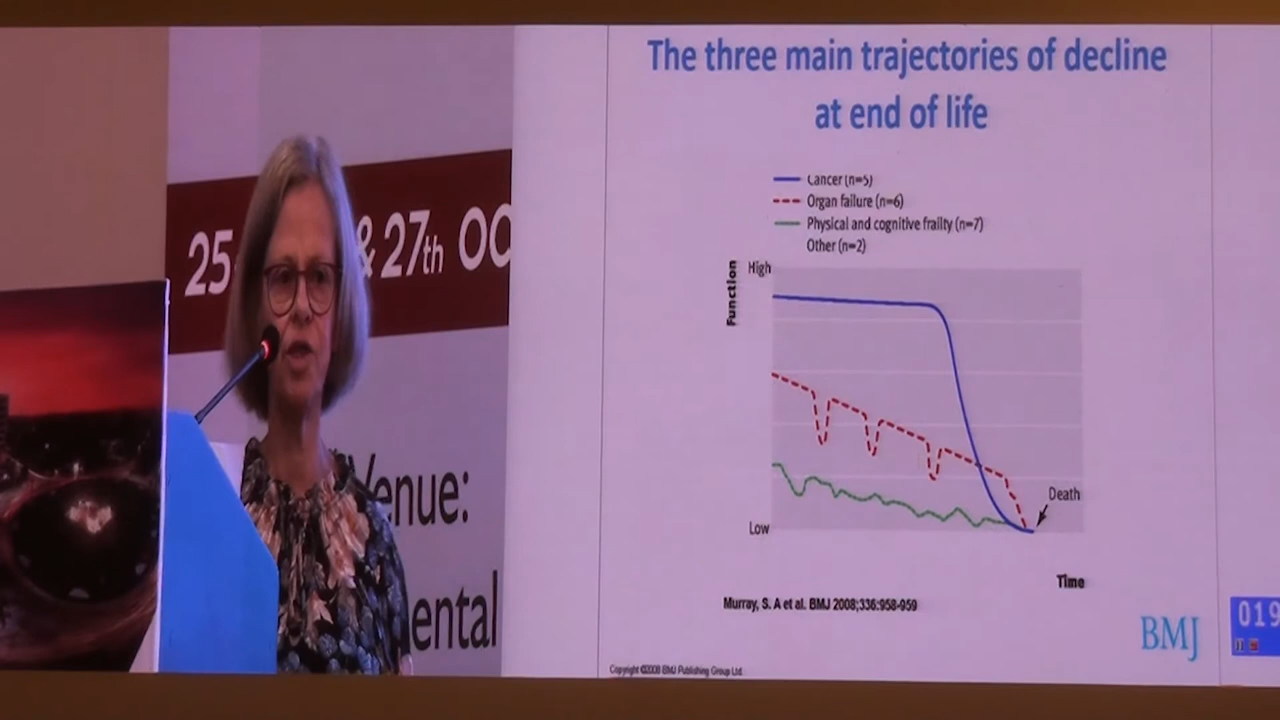 25
& 27th OC
Venue:
ental
The three main trajectories of decline
at end of life
Cancer (n=5)
Organ failure (n=6)
Physical and cognitive frailty (n=7)
Other (n=2)
High
Function
Low
Death
Time
Murray, S. A et al. BMJ 2008;336:958-959
BMJ
Copyright ©2008 BMJ Publishing Group Ltd.
019